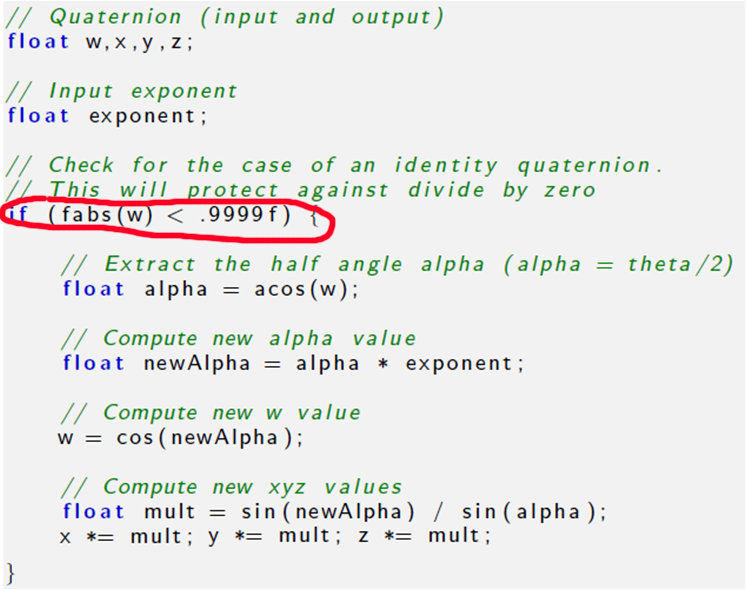 // Quaternion (input and output)
float w,x,y,z;
// Input exponent
float exponent;
// Check for the case of an identity quaternion.
// This will protect against divide by zero
if (fabs(w) < .9999f) {
// Extract the half angle alpha (alpha = theta/2)
float alpha = acos(w);
// Compute new alpha value
float newAlpha = alpha * exponent;
// Compute new w value
w = cos(newAlpha);
// Compute new xyz values
float mult = sin(newAlpha) / sin(alpha);
x *= mult; y *= mult; z *= mult;
}